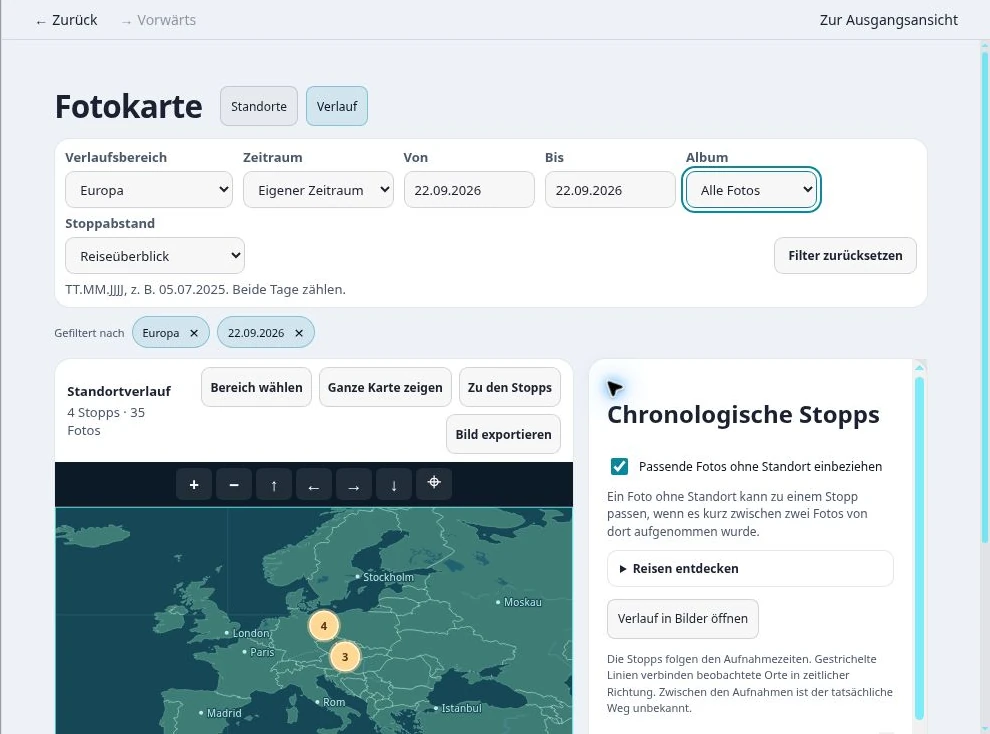 ← Zurück → Vorwärts Zur Ausgangsansicht
Fotokarte Standorte Verlauf
Verlaufsbereich Zeitraum Von Bis Album
Europa Eigener Zeitraum 22.09.2026 22.09.2026 Alle Fotos
Stoppabstand
Reiseüberblick Filter zurücksetzen
TT.MM.JJJJ, z. B. 05.07.2025. Beide Tage zählen.
Gefiltert nach Europa ✕ 22.09.2026 ✕
Standortverlauf
4 Stopps · 35
Fotos
Bereich wählen Ganze Karte zeigen Zu den Stopps
Bild exportieren
+ − ↑ ← → ↓
Stockholm
Moskau
4
London
3
Paris
Rom
Madrid
Istanbul
Chronologische Stopps
Passende Fotos ohne Standort einbeziehen
Ein Foto ohne Standort kann zu einem Stopp
passen, wenn es kurz zwischen zwei Fotos von
dort aufgenommen wurde.
▸ Reisen entdecken
Verlauf in Bilder öffnen
Die Stopps folgen den Aufnahmezeiten. Gestrichelte
Linien verbinden beobachtete Orte in zeitlicher
Richtung. Zwischen den Aufnahmen ist der tatsächliche
Weg unbekannt.